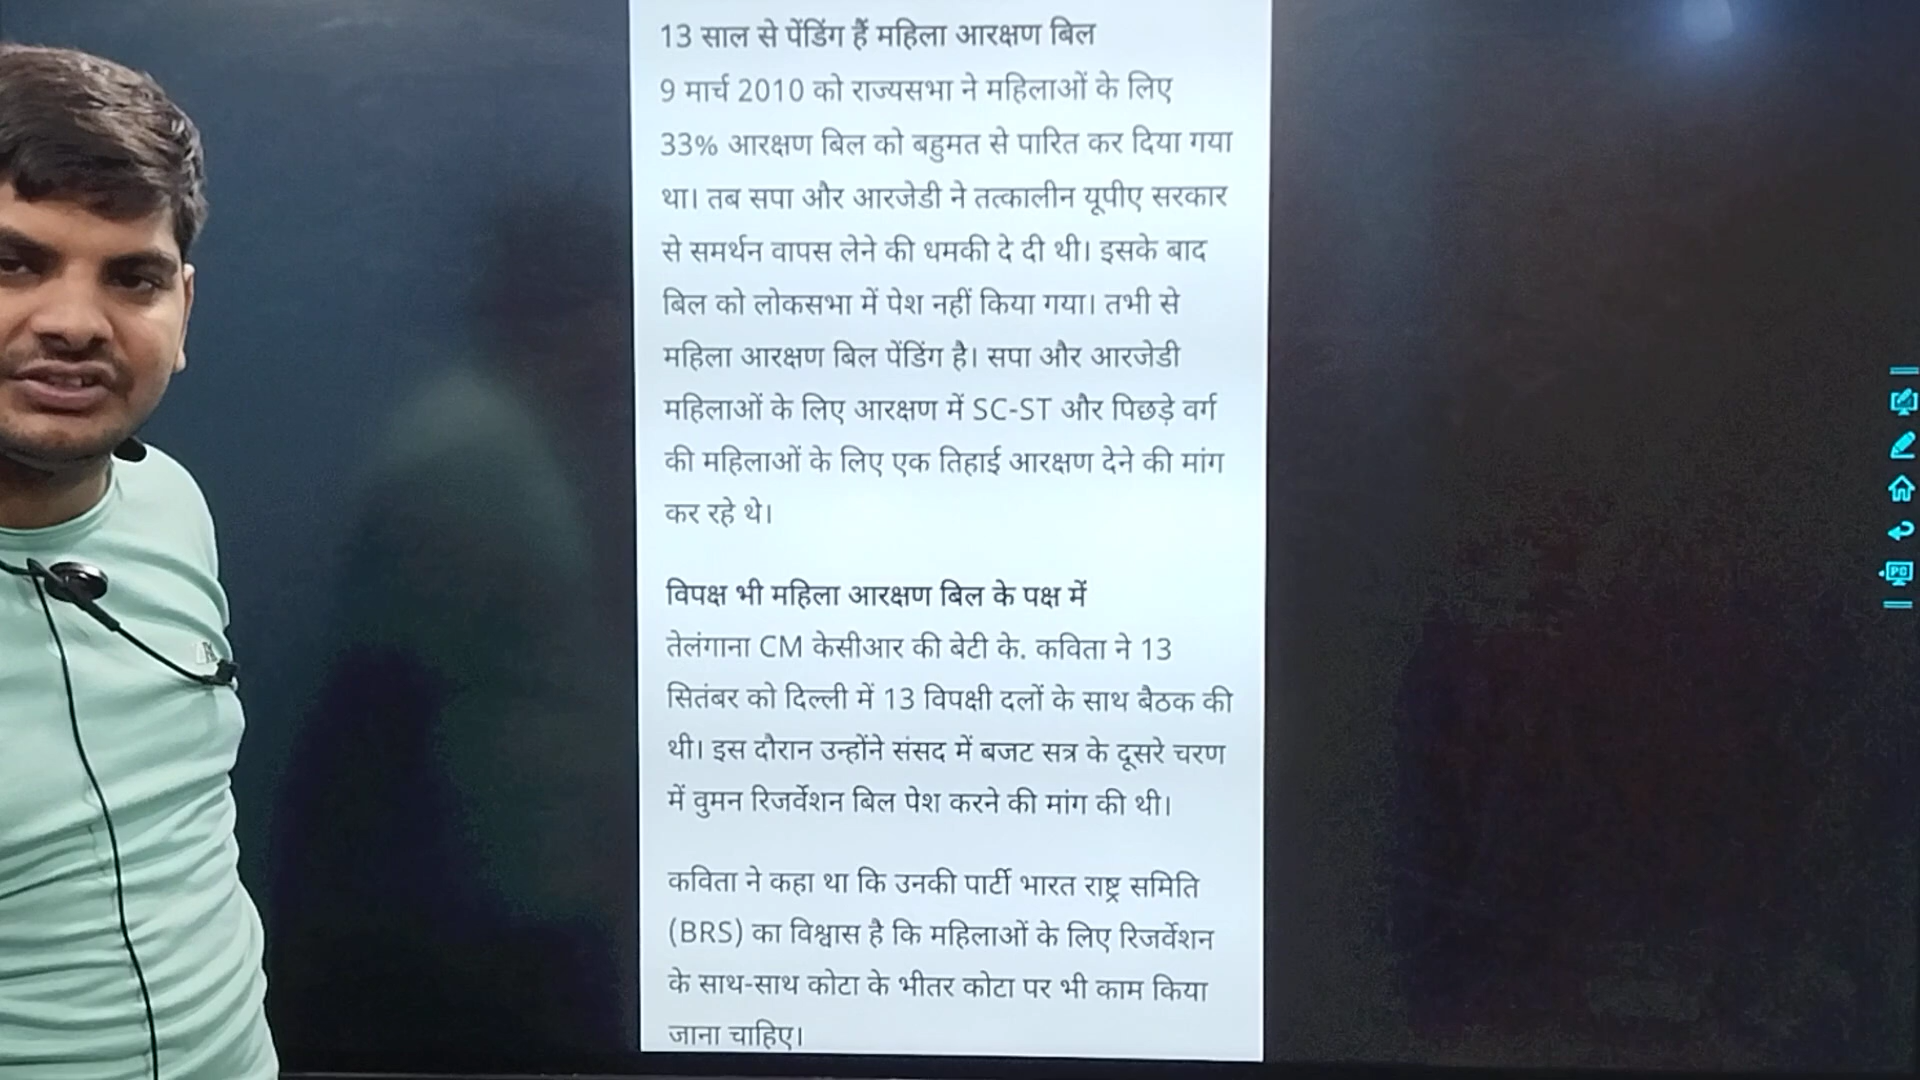 13 साल से पेंडिंग हैं महिला आरक्षण बिल
9 मार्च 2010 को राज्यसभा ने महिलाओं के लिए
33% आरक्षण बिल को बहुमत से पारित कर दिया गया
था। तब सपा और आरजेडी ने तत्कालीन यूपीए सरकार
से समर्थन वापस लेने की धमकी दे दी थी। इसके बाद
बिल को लोकसभा में पेश नहीं किया गया। तभी से
महिला आरक्षण बिल पेंडिंग है। सपा और आरजेडी
महिलाओं के लिए आरक्षण में SC-ST और पिछड़े वर्ग
की महिलाओं के लिए एक तिहाई आरक्षण देने की मांग
कर रहे थे।
विपक्ष भी महिला आरक्षण बिल के पक्ष में
तेलंगाना CM केसीआर की बेटी के. कविता ने 13
सितंबर को दिल्ली में 13 विपक्षी दलों के साथ बैठक की
थी। इस दौरान उन्होंने संसद में बजट सत्र के दूसरे चरण
में वुमन रिजर्वेशन बिल पेश करने की मांग की थी।
कविता ने कहा था कि उनकी पार्टी भारत राष्ट्र समिति
(BRS) का विश्वास है कि महिलाओं के लिए रिजर्वेशन
के साथ-साथ कोटा के भीतर कोटा पर भी काम किया
जाना चाहिए।
PC